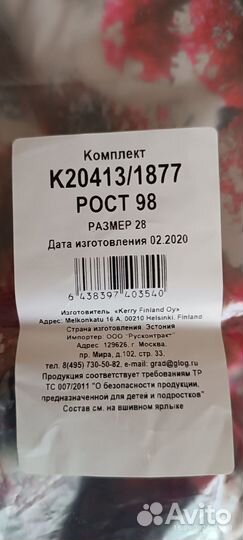 Комплект
K20413/1877
РОСТ 98
РАЗМЕР 28
Дата изготовления 02.2020
6 438397 403540
Изготовитель «Kerry Finland Oy»
Адрес: Melkonkatu 16 A, 00210 Helsinki, Finland
Страна изготовления: Эстония
Импортер ООО "Русконтракт"
Адрес 129626, г. Москва,
пр. Мира, д.102, стр. 33,
тел. 8(495) 730-50-82, e-mail: grad@glog.ru
Продукция соответствует требованиям ТР
ТС 007/2011 "О безопасности продукции,
предназначенной для детей и подростков"
Состав см. на вшивном ярлыке
Avito